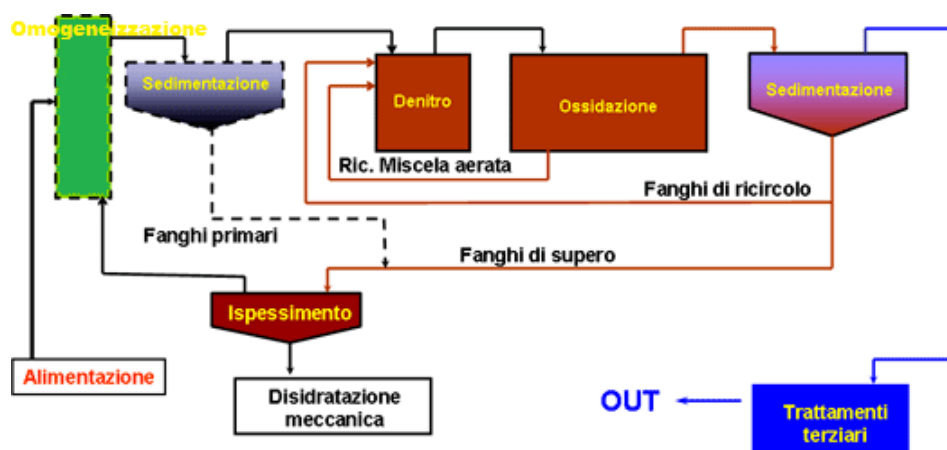 Omogeneizzazione
Sedimentazione
Denitro
Ossidazione
Sedimentazione
Ric. Miscela aerata
Fanghi di ricircolo
Fanghi primari
Fanghi di supero
Ispessimento
Alimentazione
Disidratazione
meccanica
OUT
Trattamenti
terziari